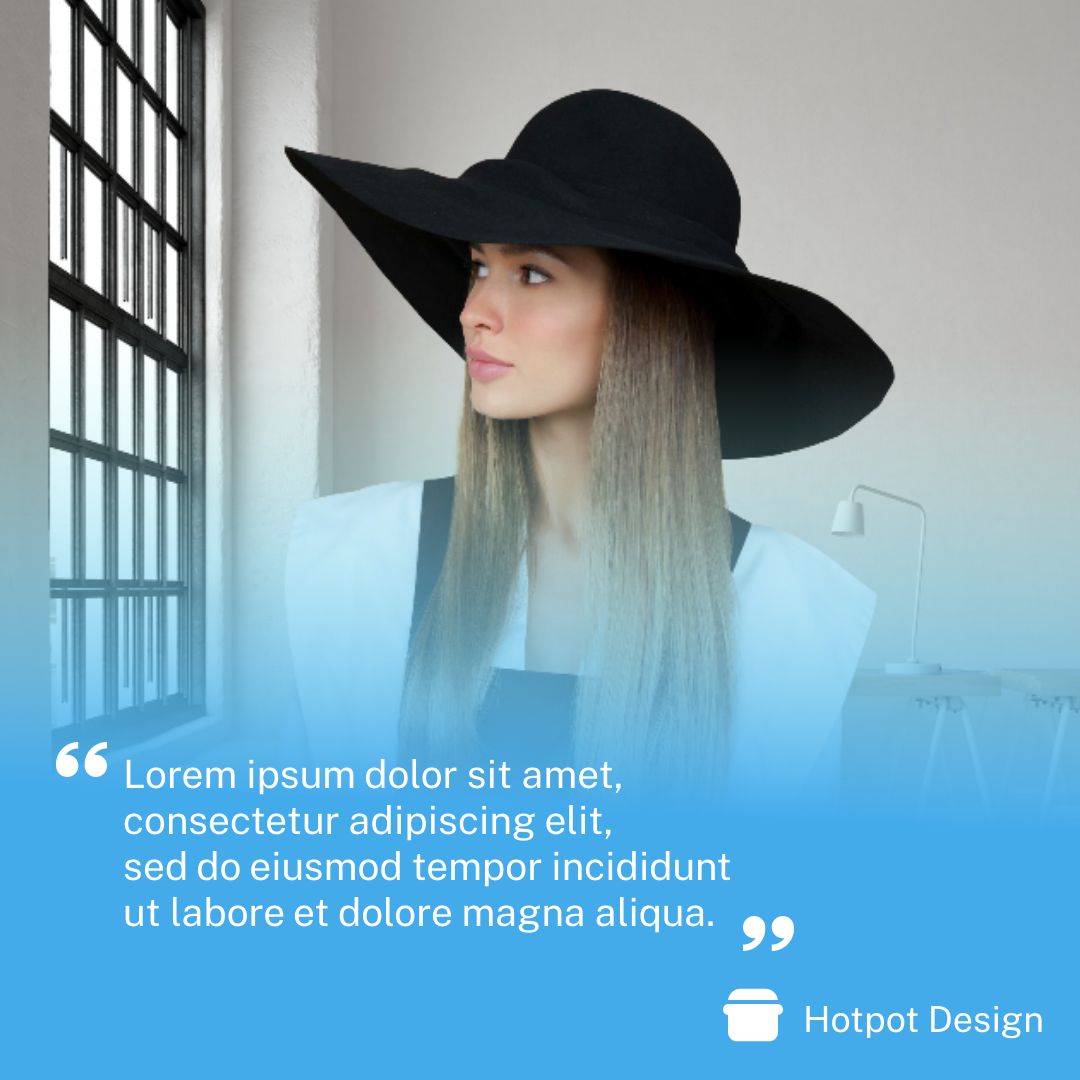 “ Lorem ipsum dolor sit amet,
consectetur adipiscing elit,
sed do eiusmod tempor incididunt
ut labore et dolore magna aliqua. ”
Hotpot Design